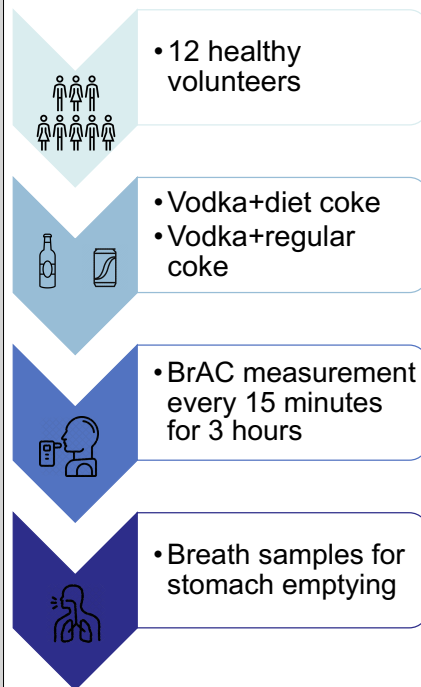 • 12 healthy
volunteers
• Vodka+diet coke
• Vodka+regular
coke
• BrAC measurement
every 15 minutes
for 3 hours
• Breath samples for
stomach emptying